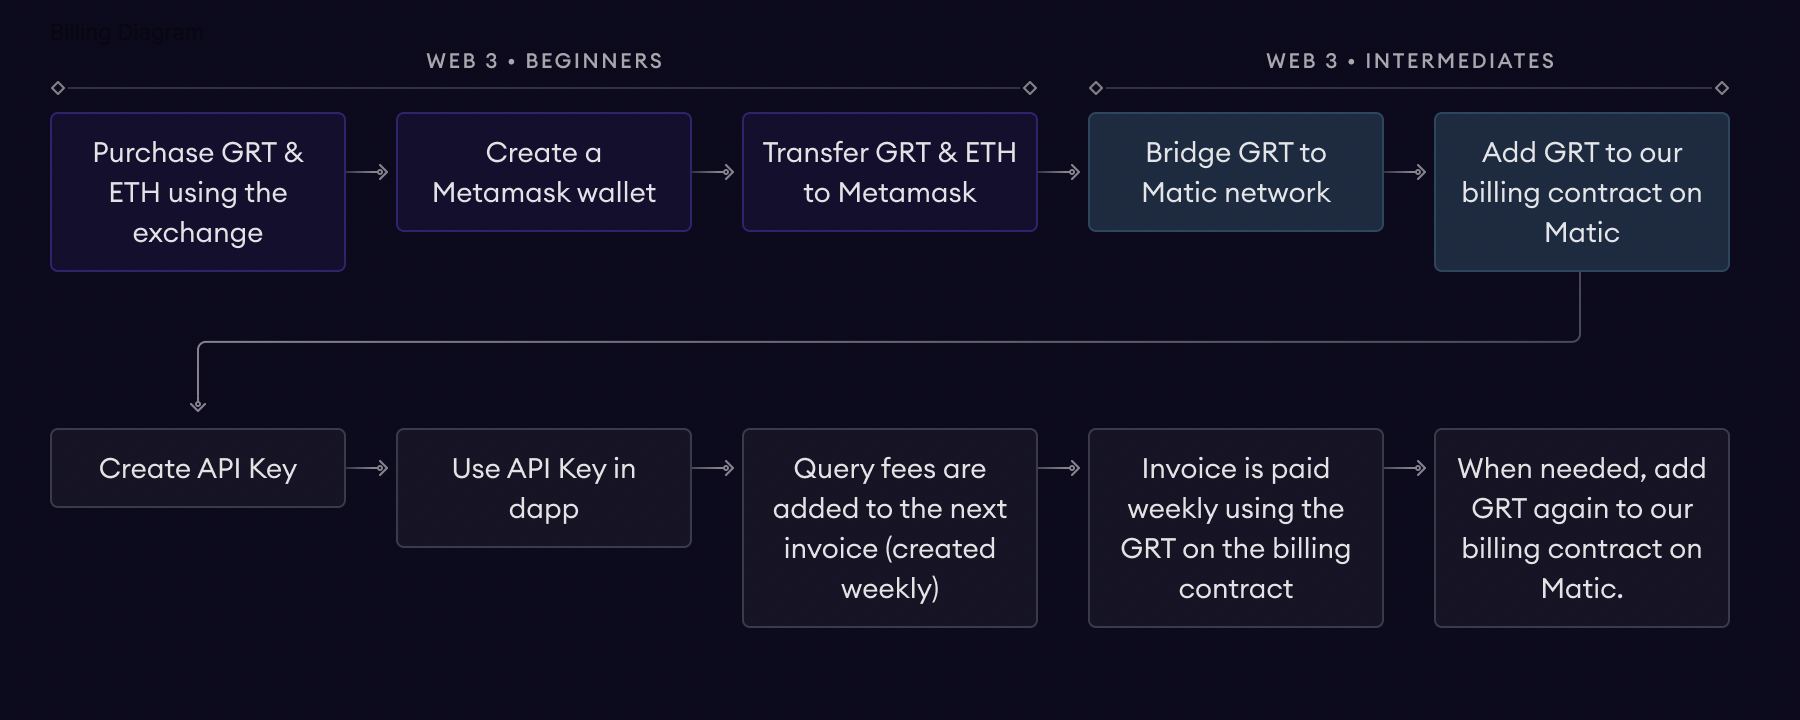 Billing Diagram
WEB 3 • BEGINNERS
WEB 3 • INTERMEDIATES
Purchase GRT &
ETH using the
exchange
Create a
Metamask wallet
Transfer GRT & ETH
to Metamask
Bridge GRT to
Matic network
Add GRT to our
billing contract on
Matic
Create API Key
Use API Key in
dapp
Query fees are
added to the next
invoice (created
weekly)
Invoice is paid
weekly using the
GRT on the billing
contract
When needed, add
GRT again to our
billing contract on
Matic.